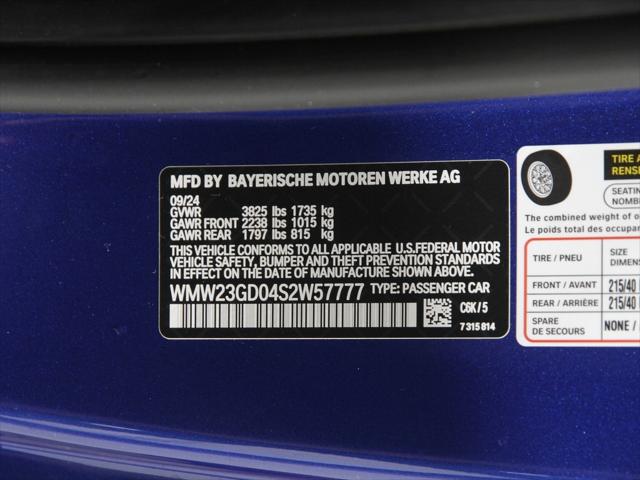 MFD BY BAYERISCHE MOTOREN WERKE AG
09/24
GVWR 3825 lbs 1735 kg
GAWR FRONT 2238 lbs 1015 kg
GAWR REAR 1797 lbs 815 kg
THIS VEHICLE CONFORMS TO ALL APPLICABLE U.S.FEDERAL MOTOR
VEHICLE SAFETY, BUMPER AND THEFT PREVENTION STANDARDS
IN EFFECT ON THE DATE OF MANUFACTURE SHOWN ABOVE.
WMW23GD04S2W57777 TYPE: PASSENGER CAR
C6K / 5
7 315 814
TIRE A
RENSE
SEATIN
NOMB
The combined weight of o
Le poids total des occupa
TIRE / PNEU SIZE
DIMENS
FRONT / AVANT 215/40
REAR / ARRIÈRE 215/40
SPARE
DE SECOURS NONE /